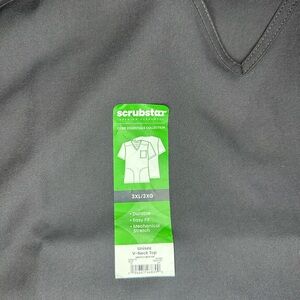 scrubstar
CORE ESSENTIALS COLLECTION
3XL/3XG
• Durable
• Easy Fit
• Mechanical
Stretch
Unisex
V-Neck Top